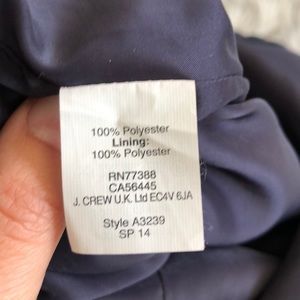 100% Polyester
Lining:
100% Polyester
RN77388
CA56445
J. CREW U.K. Ltd EC4V 6JA
Style A3239
SP 14